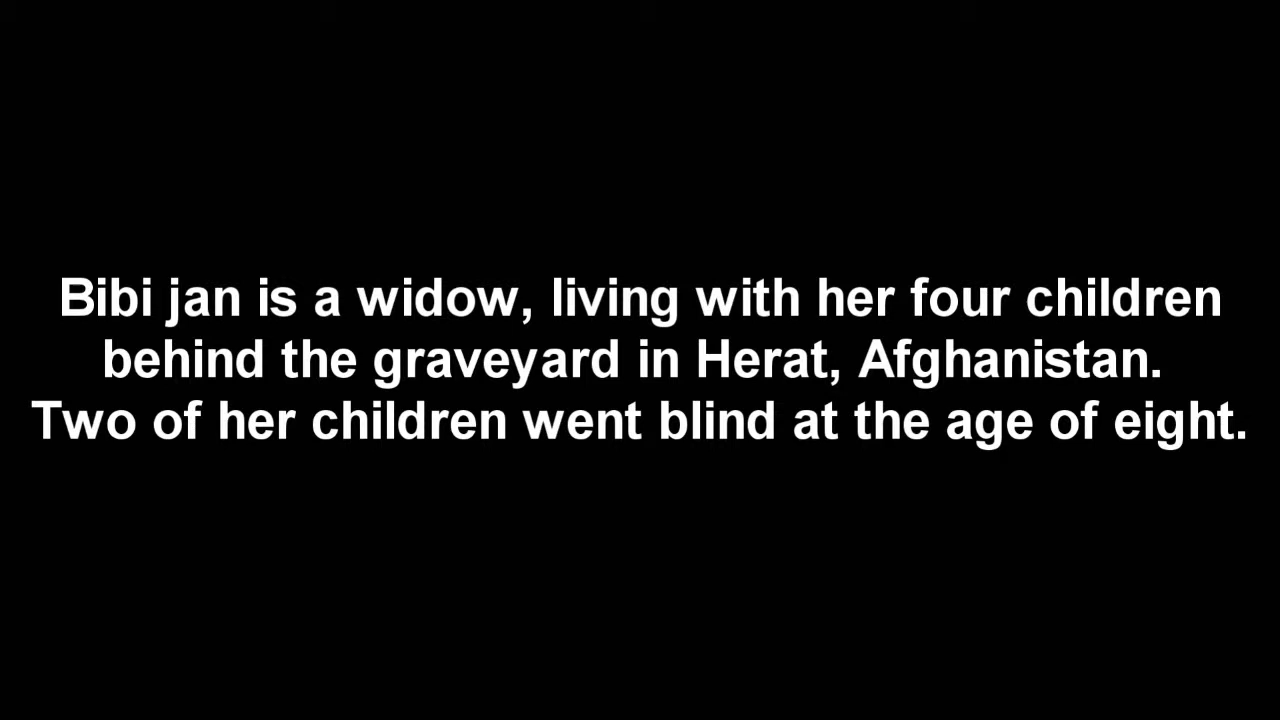 Bibi jan is a widow, living with her four children
behind the graveyard in Herat, Afghanistan.
Two of her children went blind at the age of eight.